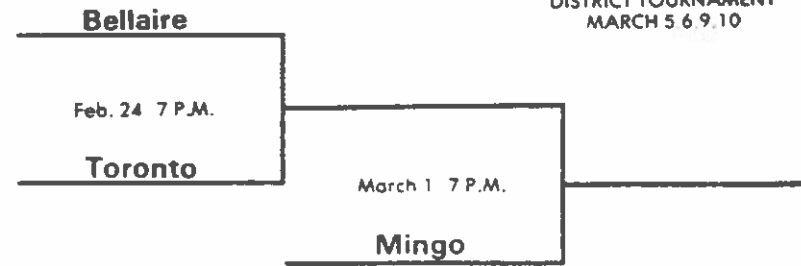 DISTRICT TOURNAMENT
MARCH 5.6.9.10
Bellaire
Feb. 24 7 P.M.
Toronto
March 1 7 P.M.
Mingo